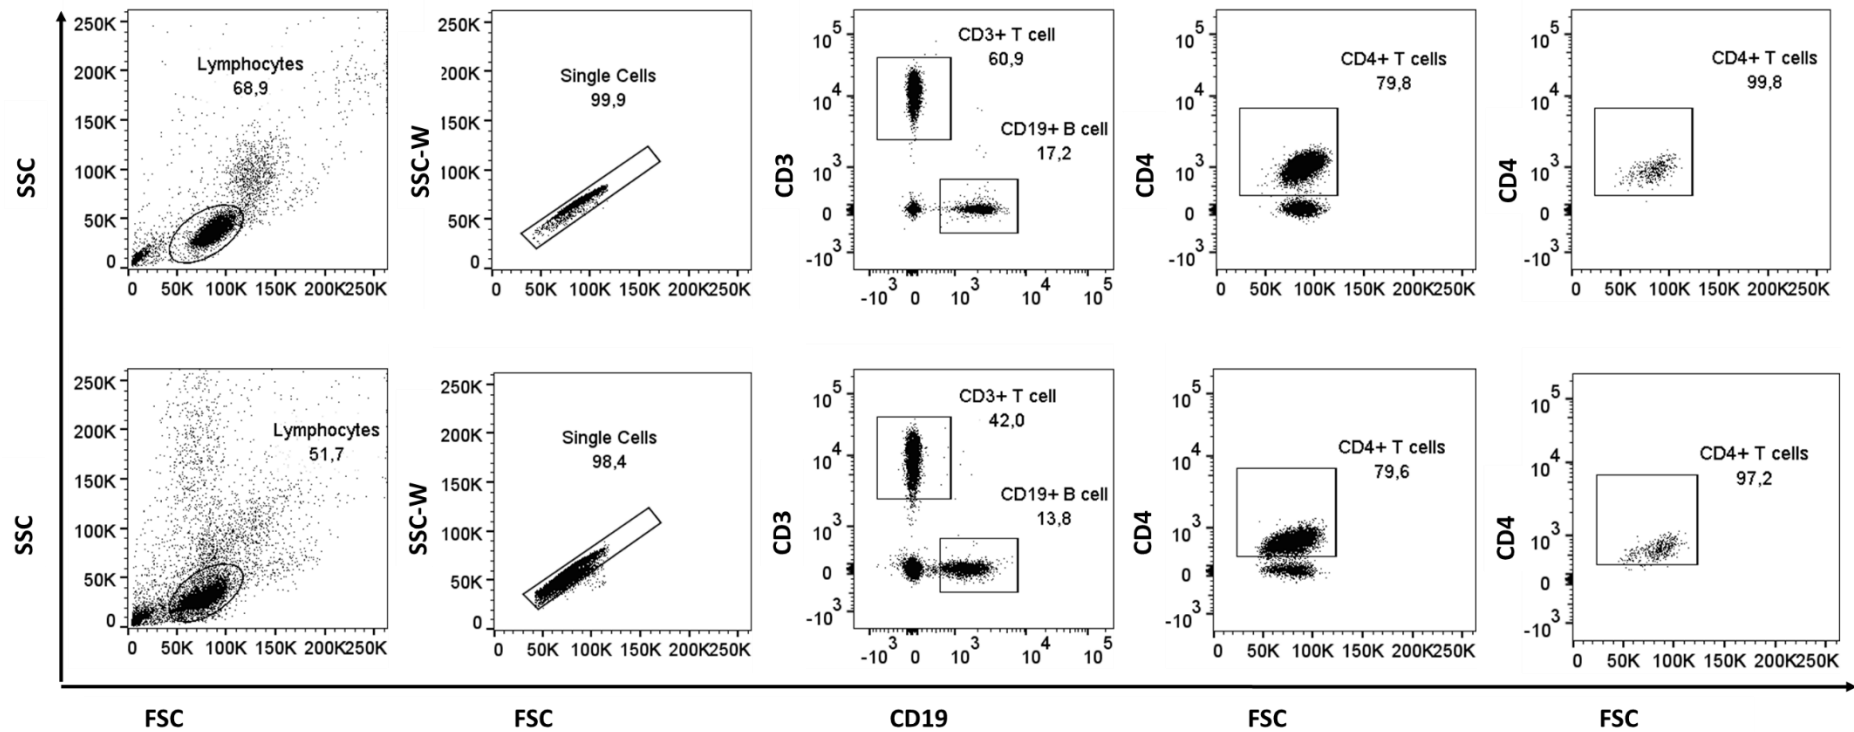 SSC
250K
200K
150K
100K
50K
0
Lymphocytes
68,9
0 50K 100K 150K 200K250K
SSC-W
250K
200K
150K
100K
50K
0
Single Cells
99,9
0 50K 100K 150K 200K250K
CD3
10^5
10^4
10^3
0
-10^3
CD3+ T cell
60,9
CD19+ B cell
17,2
-10^3 0 10^3 10^4 10^5
CD4
10^5
10^4
10^3
0
-10^3
CD4+ T cells
79,8
0 50K 100K 150K 200K250K
CD4
10^5
10^4
10^3
0
-10^3
CD4+ T cells
99,8
0 50K 100K 150K 200K250K
SSC
250K
200K
150K
100K
50K
0
Lymphocytes
51,7
0 50K 100K 150K 200K250K
SSC-W
250K
200K
150K
100K
50K
0
Single Cells
98,4
0 50K 100K 150K 200K250K
CD3
10^5
10^4
10^3
0
-10^3
CD3+ T cell
42,0
CD19+ B cell
13,8
-10^3 0 10^3 10^4 10^5
CD4
10^5
10^4
10^3
0
-10^3
CD4+ T cells
79,6
0 50K 100K 150K 200K250K
CD4
10^5
10^4
10^3
0
-10^3
CD4+ T cells
97,2
0 50K 100K 150K 200K250K
FSC FSC CD19 FSC FSC